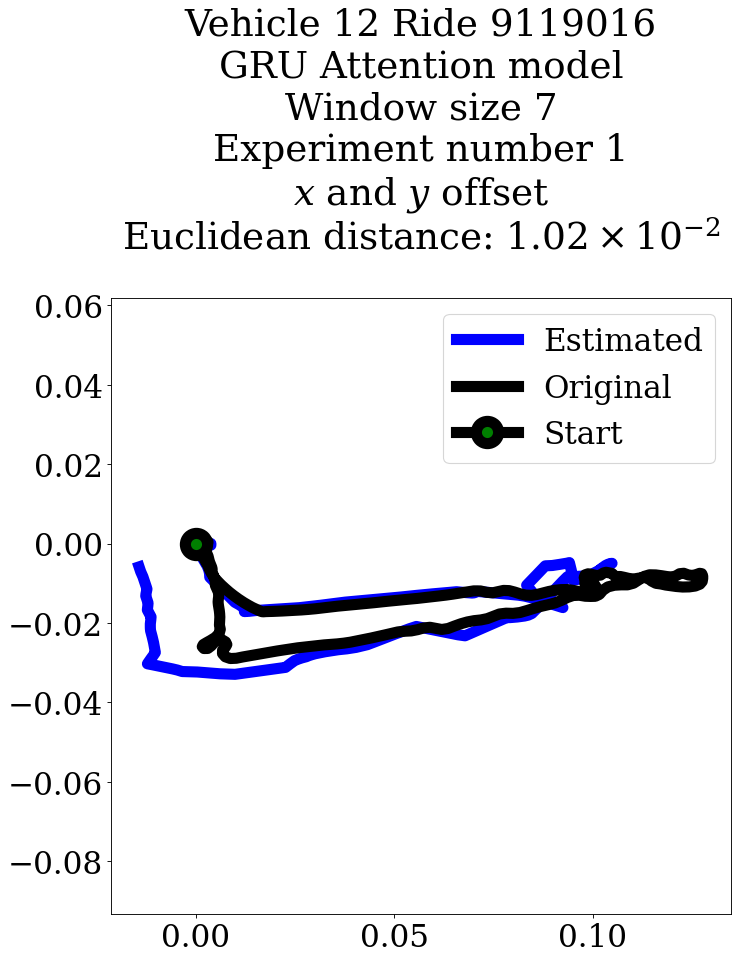 Vehicle 12 Ride 9119016
GRU Attention model
Window size 7
Experiment number 1
x and y offset
Euclidean distance: 1.02 × 10⁻²
0.06
0.04
0.02
0.00
−0.02
−0.04
−0.06
−0.08
Estimated
Original
Start
0.00 0.05 0.10